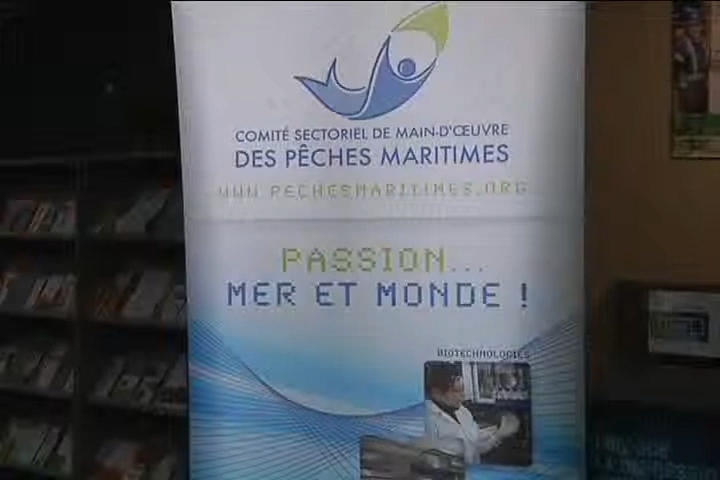 COMITÉ SECTORIEL DE MAIN-D'ŒUVRE
DES PÊCHES MARITIMES
WWW.PECHESMARITIMES.ORG
PASSION...
MER ET MONDE !
BIOTECHNOLOGIES